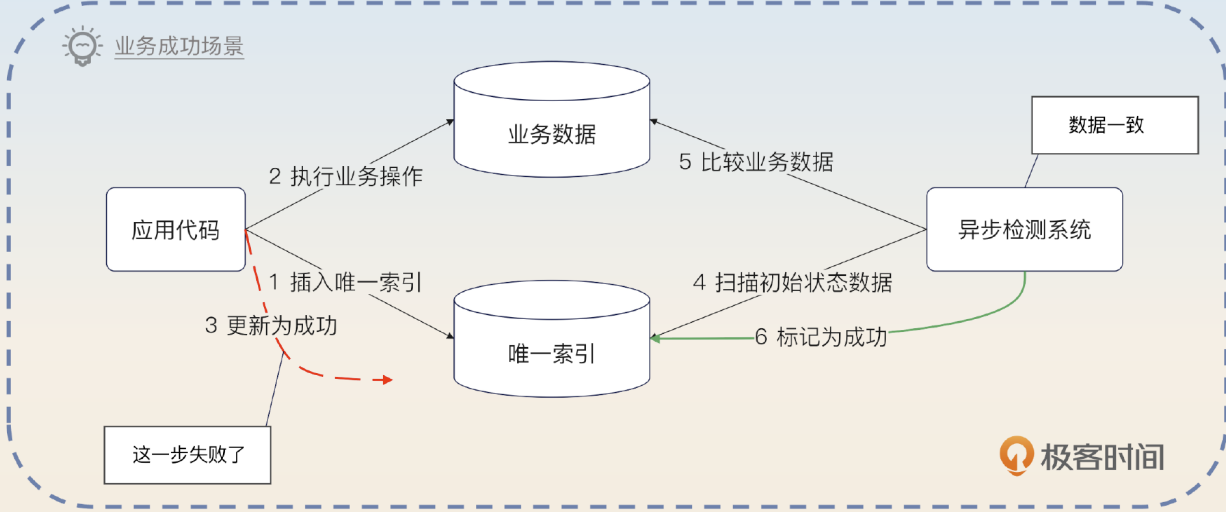 业务成功场景
业务数据
数据一致
2 执行业务操作
5 比较业务数据
应用代码
异步检测系统
1 插入唯一索引
4 扫描初始状态数据
3 更新为成功
6 标记为成功
唯一索引
这一步失败了
极客时间